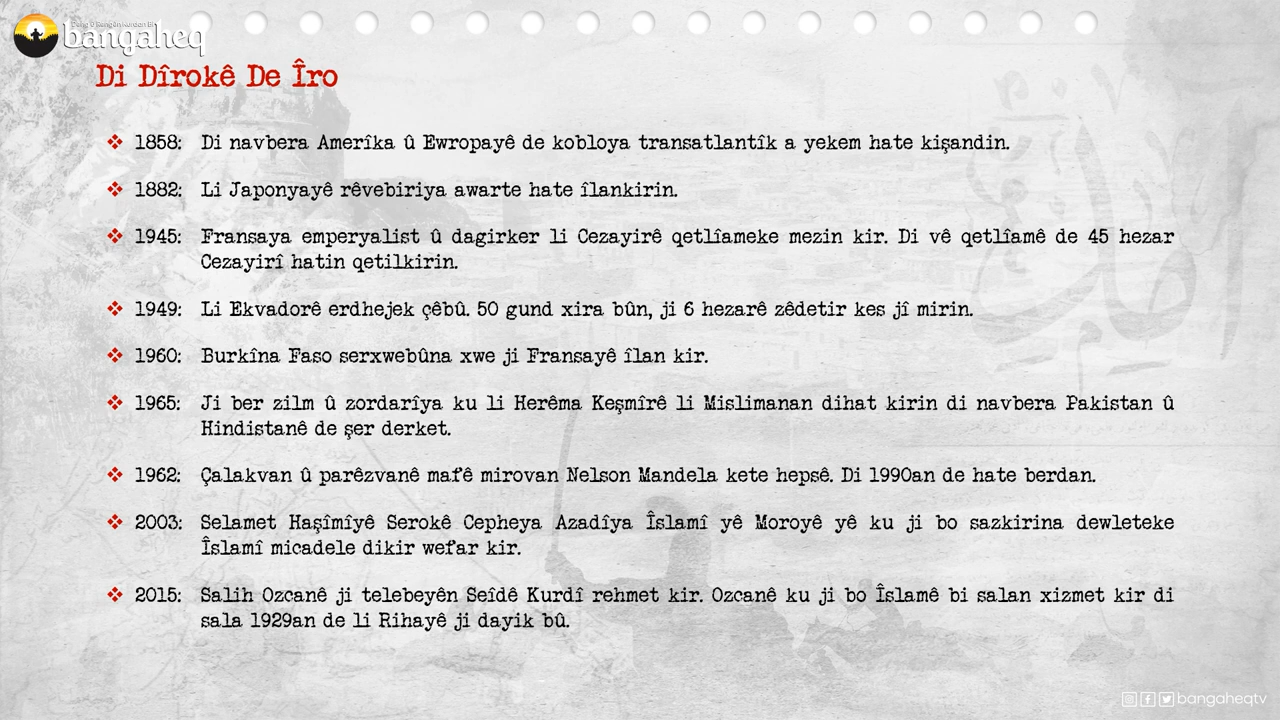 bangaheq
Di Dîrokê De Îro
❖ 1858: Di navbera Amerîka û Ewropayê de kobloya transatlantîk a yekem hate kişandin.
❖ 1882: Li Japonyayê rêvebiriya awarte hate îlankirin.
❖ 1945: Fransaya emperyalist û dagirker li Cezayirê qetlîameke mezin kir. Di vê qetlîamê de 45 hezar
Cezayirî hatin qetilkirin.
❖ 1949: Li Ekvadorê erdhejek çêbû. 50 gund xira bûn, ji 6 hezarê zêdetir kes jî mirin.
❖ 1960: Burkîna Faso serxwebûna xwe ji Fransayê îlan kir.
❖ 1965: Ji ber zilm û zordarîya ku li Herêma Keşmîrê li Mislimanan dihat kirin di navbera Pakistan û
Hindistanê de şer derket.
❖ 1962: Çalakvan û parêzvanê mafê mirovan Nelson Mandela kete hepsê. Di 1990an de hate berdan.
❖ 2003: Selamet Haşîmîyê Serokê Cepheya Azadîya Îslamî yê Moroyê yê ku ji bo sazkirina dewleteke
Îslamî micadele dikir wefar kir.
❖ 2015: Salih Ozcanê ji telebeyên Seîdê Kurdî rehmet kir. Ozcanê ku ji bo Îslamê bi salan xizmet kir di
sala 1929an de li Rihayê ji dayik bû.
bangaheqtv